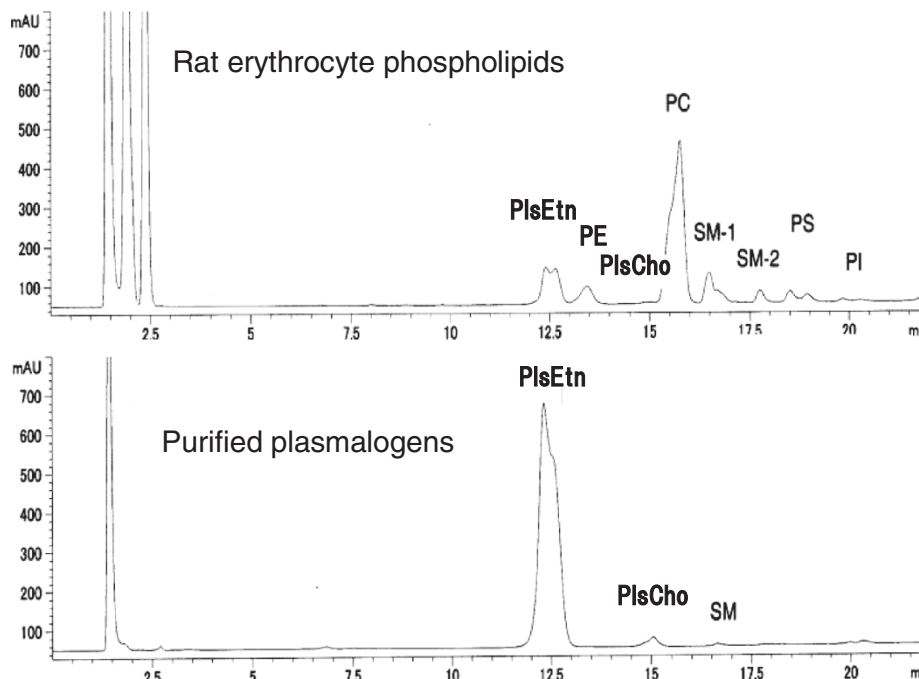 mAU
700
600
500
400
300
200
100
Rat erythrocyte phospholipids
PlsEtn
PE
PlsCho
PC
SM-1
SM-2
PS
PI
2.5 5 7.5 10 12.5 15 17.5 20 m
mAU
700
600
500
400
300
200
100
Purified plasmalogens
PlsEtn
PlsCho
SM
2.5 5 7.5 10 12.5 15 17.5 20 m